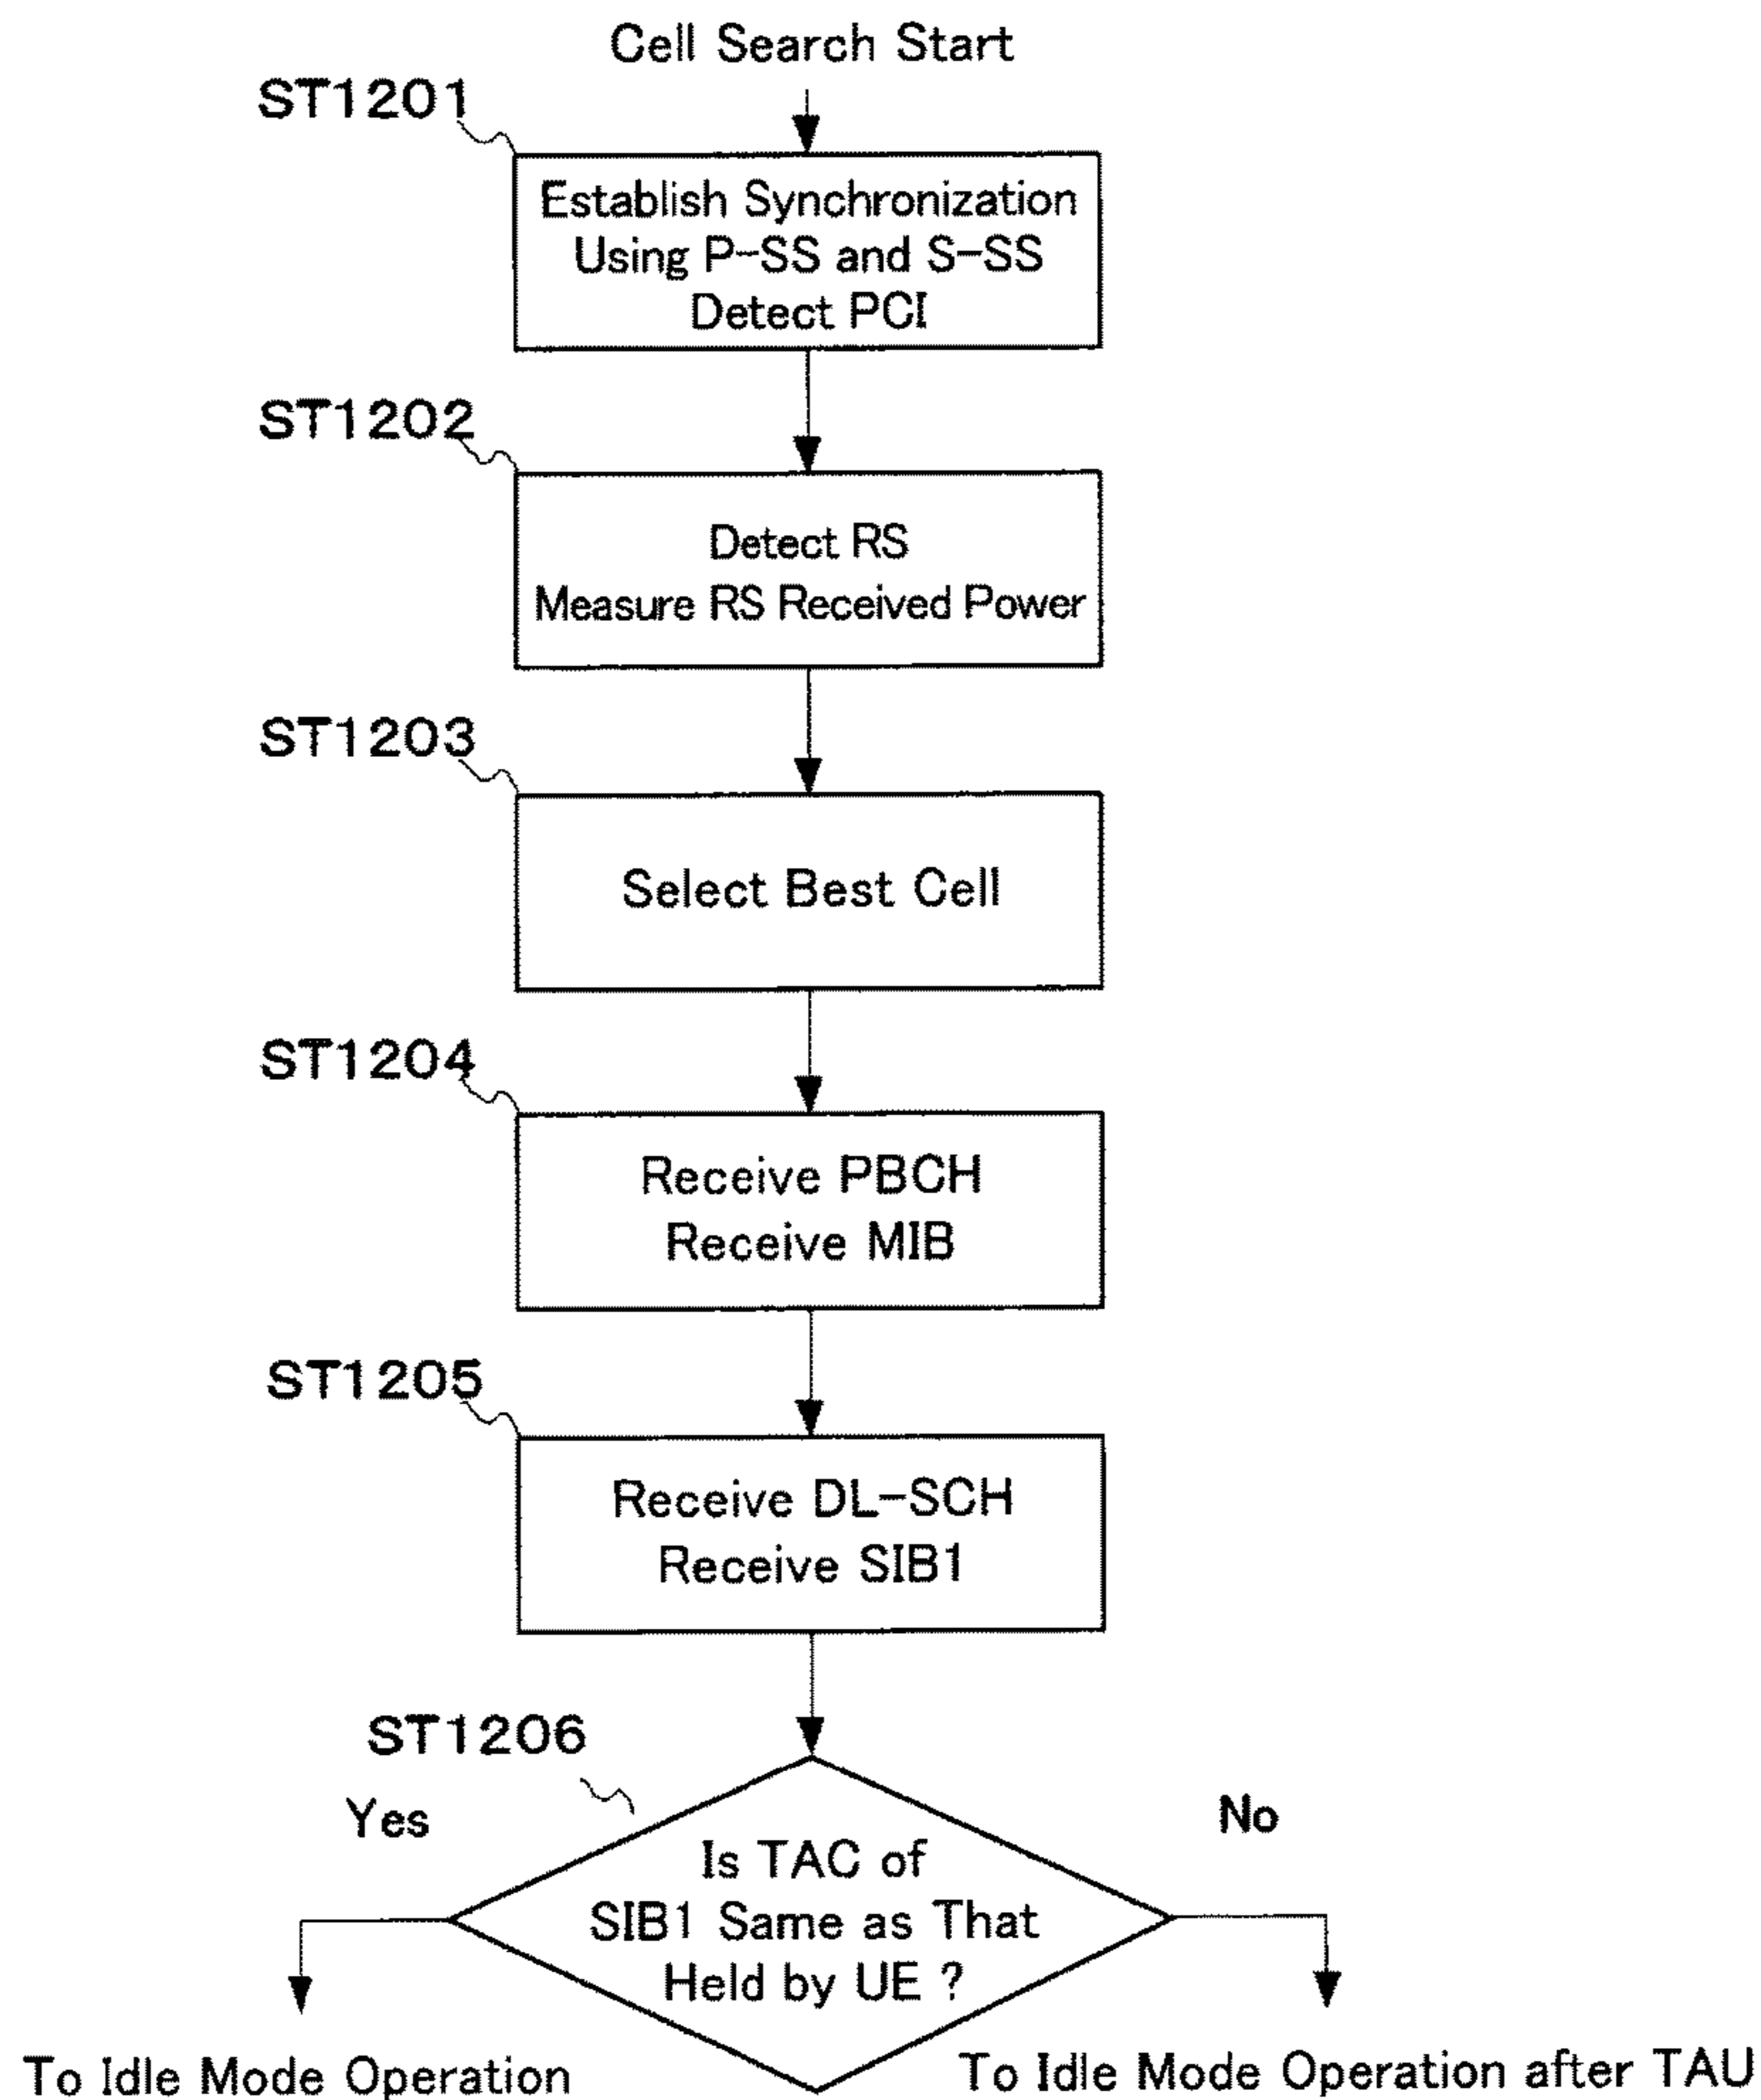 Cell Search Start
ST1201
Establish Synchronization
Using P-SS and S-SS
Detect PCI
ST1202
Detect RS
Measure RS Received Power
ST1203
Select Best Cell
ST1204
Receive PBCH
Receive MIB
ST1205
Receive DL-SCH
Receive SIB1
ST1206
Yes
No
Is TAC of
SIB1 Same as That
Held by UE ?
To Idle Mode Operation
To Idle Mode Operation after TAU